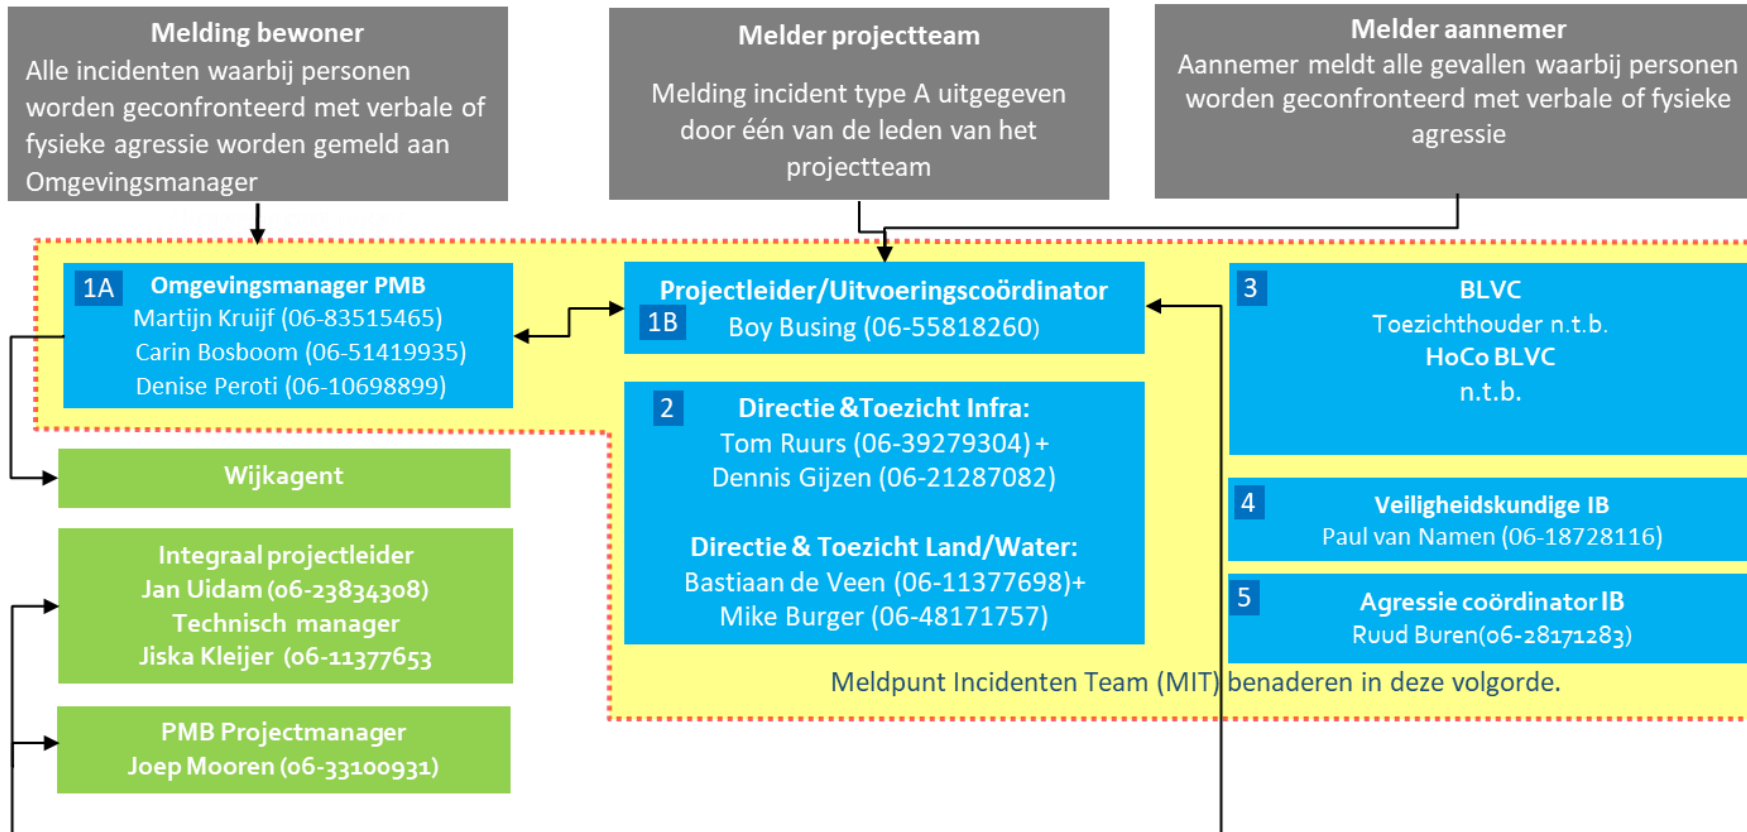 Melding bewoner
Alle incidenten waarbij personen
worden geconfronteerd met verbale of
fysieke agressie worden gemeld aan
Omgevingsmanager
Melder projectteam
Melding incident type A uitgegeven
door één van de leden van het
projectteam
Melder aannemer
Aannemer meldt alle gevallen waarbij personen
worden geconfronteerd met verbale of fysieke
agressie
1A
Omgevingsmanager PMB
Martijn Kruijf (06-83515465)
Carin Bosboom (06-51419935)
Denise Peroti (06-10698899)
Projectleider/Uitvoeringscoördinator
1B
Boy Busing (06-55818260)
2
Directie &Toezicht Infra:
Tom Ruurs (06-39279304) +
Dennis Gijzen (06-21287082)
Directie & Toezicht Land/Water:
Bastiaan de Veen (06-11377698)+
Mike Burger (06-48171757)
3
BLVC
Toezichthouder n.t.b.
HoCo BLVC
n.t.b.
4
Veiligheidskundige IB
Paul van Namen (06-18728116)
5
Agressie coördinator IB
Ruud Buren(06-28171283)
Meldpunt Incidenten Team (MIT) benaderen in deze volgorde.
Wijkagent
Integraal projectleider
Jan Uidam (06-23834308)
Technisch manager
Jiska Kleijer (06-11377653
PMB Projectmanager
Joep Mooren (06-33100931)